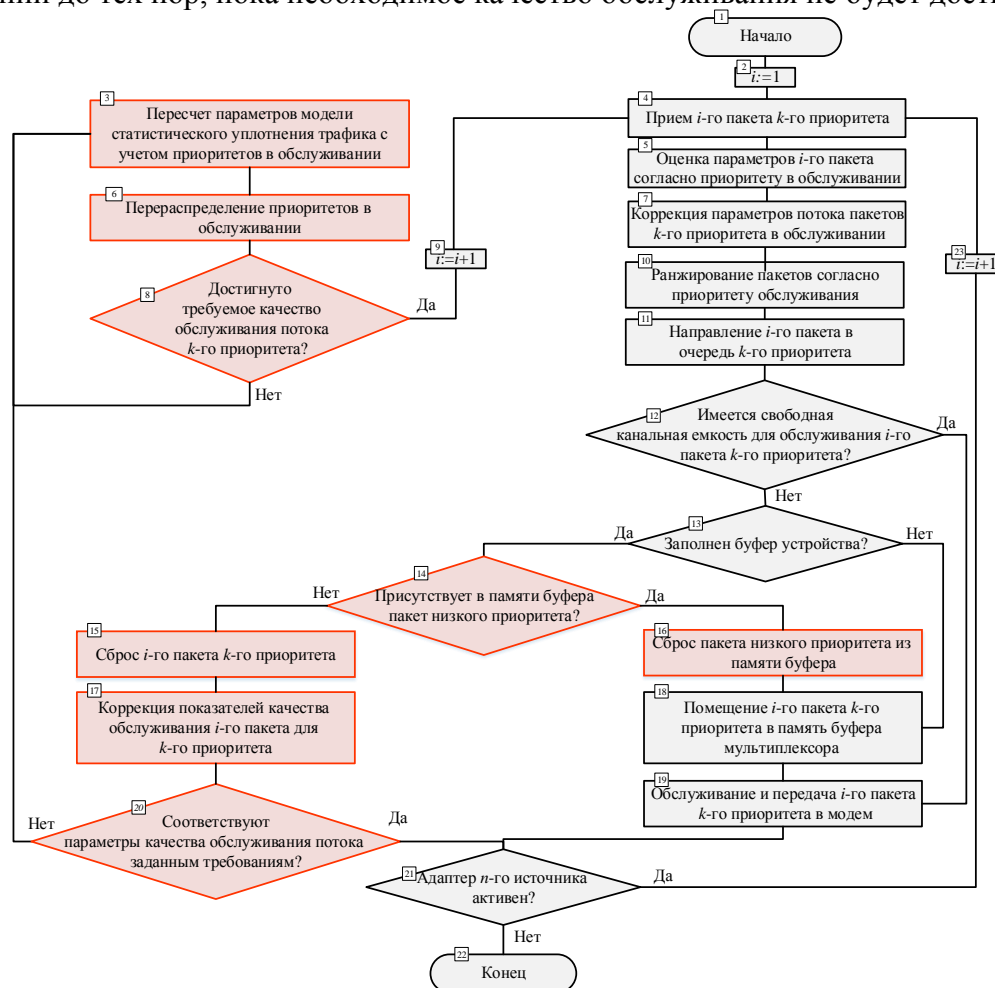 до тех пор, пока необходимое качество обслуживания не будет
1
Начало
2
i:=1
3
Пересчет параметров модели
статистического уплотнения трафика с
учетом приоритетов в обслуживании
4
Прием i-го пакета k-го приоритета
5
Оценка параметров i-го пакета
согласно приоритету в обслуживании
6
Перераспределение приоритетов в
обслуживании
7
Коррекция параметров потока пакетов
k-го приоритета в обслуживании
9
i:=i+1
23
i:=i+1
8
Достигнуто
требуемое качество
обслуживания потока
k-го приоритета?
Да
Нет
10
Ранжирование пакетов согласно
приоритету обслуживания
11
Направление i-го пакета в
очередь k-го приоритета
12
Имеется свободная
канальная емкость для обслуживания i-го
пакета k-го приоритета?
Да
Нет
13
Заполнен буфер устройства?
Да
Нет
14
Присутствует в памяти буфера
пакет низкого приоритета?
Нет
Да
15
Сброс i-го пакета k-го приоритета
16
Сброс пакета низкого приоритета из
памяти буфера
17
Коррекция показателей качества
обслуживания i-го пакета для
k-го приоритета
18
Помещение i-го пакета k-го
приоритета в память буфера
мультиплексора
19
Обслуживание и передача i-го пакета
k-го приоритета в модем
20
Соответствуют
параметры качества обслуживания потока
заданным требованиям?
Нет
Да
21
Адаптер n-го источника
активен?
Да
Нет
22
Конец